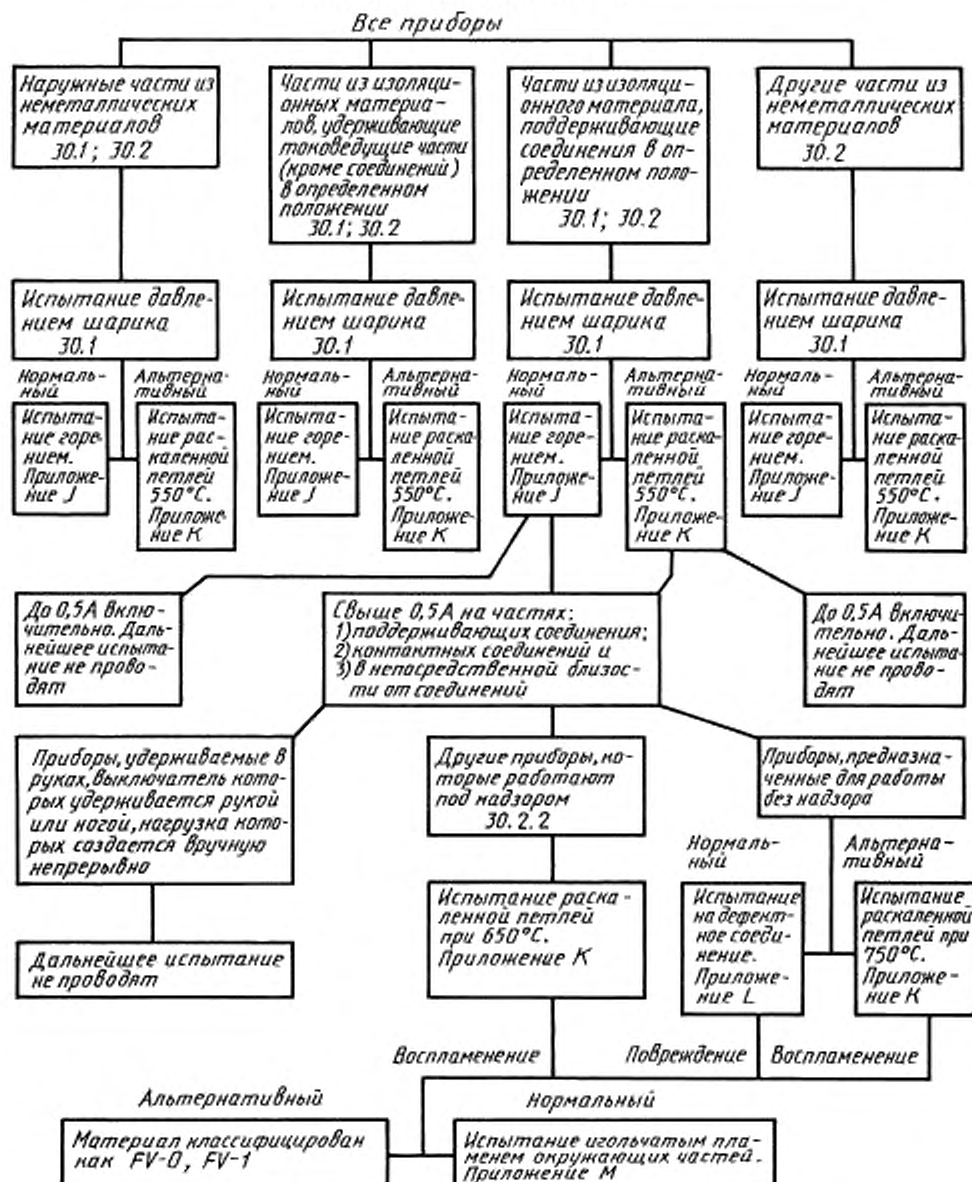 Все приборы
Наружные части из
неметаллических
материалов
30.1; 30.2
Части из изоляци-
онных материа-
лов, удерживающие
токоведущие части
(кроме соединений)
в определенном
положении
30.1; 30.2
Части из изоляци-
онного материала,
поддерживающие
соединения в оп-
ределенном поло-
жении
30.1; 30.2
Другие части из
неметаллических
материалов
30.2
Испытание давле-
нием шарика
30.1
Испытание давле-
нием шарика
30.1
Испытание давле-
нием шарика
30.1
Испытание давле-
нием шарика
30.1
Нормаль-
ный
Альтерна-
тивный
Нормаль-
ный
Альтерна-
тивный
Нормаль-
ный
Альтерна-
тивный
Нормаль-
ный
Альтерна-
тивный
Испыта-
ние горе-
нием.
Приложе-
ние J
Испыта-
ние рас-
каленной
петлей
550°С.
Приложе-
ние K
Испыта-
ние горе-
нием.
Приложе-
ние J
Испыта-
ние раска-
ленной
петлей
550°С.
Приложе-
ние K
Испыта-
ние горе-
нием.
Приложе-
ние J
Испыта-
ние раска-
ленной
петлей
550°С.
Приложе-
ние K
Испыта-
ние горе-
нием.
Приложе-
ние J
Испыта-
ние раска-
ленной
петлей
550°С.
Приложе-
ние K
До 0,5А вклю-
чительно. Даль-
нейшее испыта-
ние не прово-
дят
Свыше 0,5А на частях:
1) поддерживающих соединения;
2) контактных соединений и
3) в непосредственной близос-
ти от соединений
До 0,5А включи-
тельно. Даль-
нейшее испыта-
ние не прово-
дят
Приборы, удерживаемые в
руках, выключатель кото-
рых удерживается рукой
или ногой, нагрузка кото-
рых создается вручную
непрерывно
Другие приборы, ко-
торые работают
под надзором
30.2.2
Приборы, предназна-
ченные для работы
без надзора
Нормаль-
ный
Альтерна-
тивный
Дальнейшее испытание
не проводят
Испытание раска-
ленной петлей
при 650°С.
Приложение K
Испытание
на дефект-
ное соеди-
нение.
Приложе-
ние L
Испытание
раскаленной
петлей при
750°С.
Приложе-
ние K
Воспламенение
Повреждение
Воспламенение
Альтернативный
Нормальный
Материал классифицирован
как FV-0, FV-1
Испытание игольчатым пла-
менем окружающих частей.
Приложение M